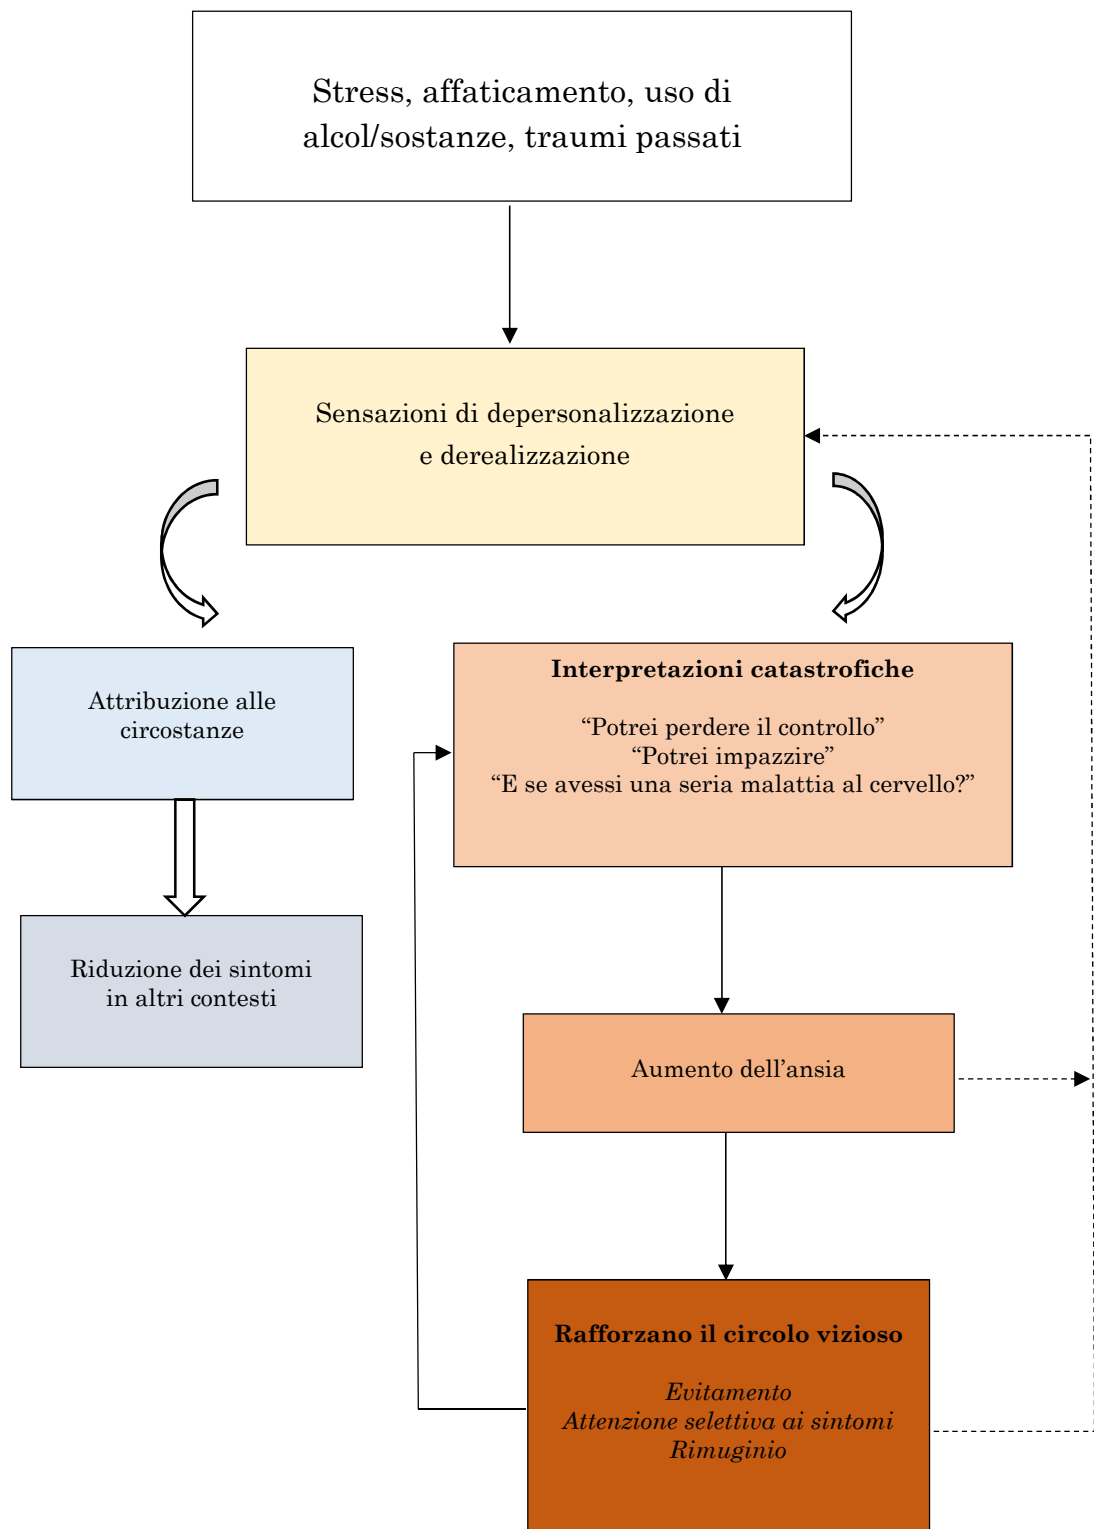 Stress, affaticamento, uso di
alcol/sostanze, traumi passati
Sensazioni di depersonalizzazione
e derealizzazione
Attribuzione alle
circostanze
Riduzione dei sintomi
in altri contesti
Interpretazioni catastrofiche
“Potrei perdere il controllo”
“Potrei impazzire”
“E se avessi una seria malattia al cervello?”
Aumento dell’ansia
Rafforzano il circolo vizioso
Evitamento
Attenzione selettiva ai sintomi
Rimuginio